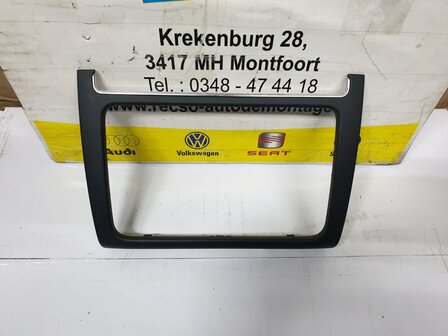 Krekenburg 28,
3417 MH Montfoort
Tel. : 0348 - 47 44 18
Audi
Volkswagen
SEAT